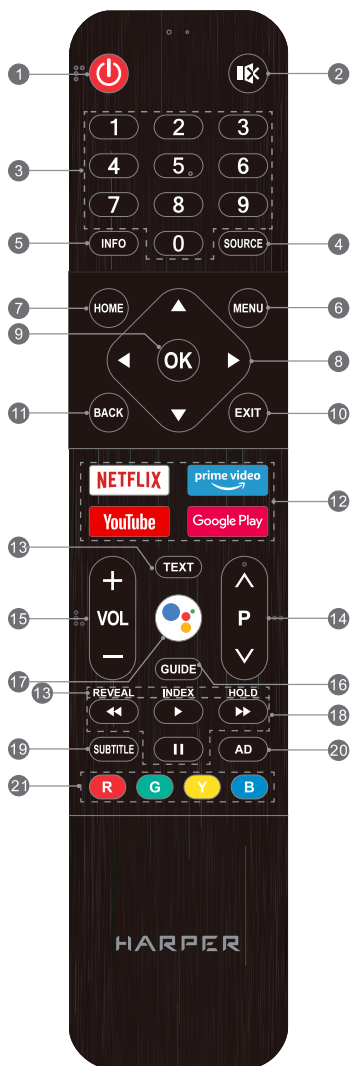 1 2
1 2 3
3 4 5 6
7 8 9
5 INFO 0 SOURCE 4
7 HOME MENU 6
9 OK 8
11 BACK EXIT 10
NETFLIX prime video
12
YouTube Google Play
13 TEXT
+
15 VOL P 14
17 GUIDE 16
13 REVEAL INDEX HOLD
18
19 SUBTITLE AD 20
21 R G Y B
HARPER